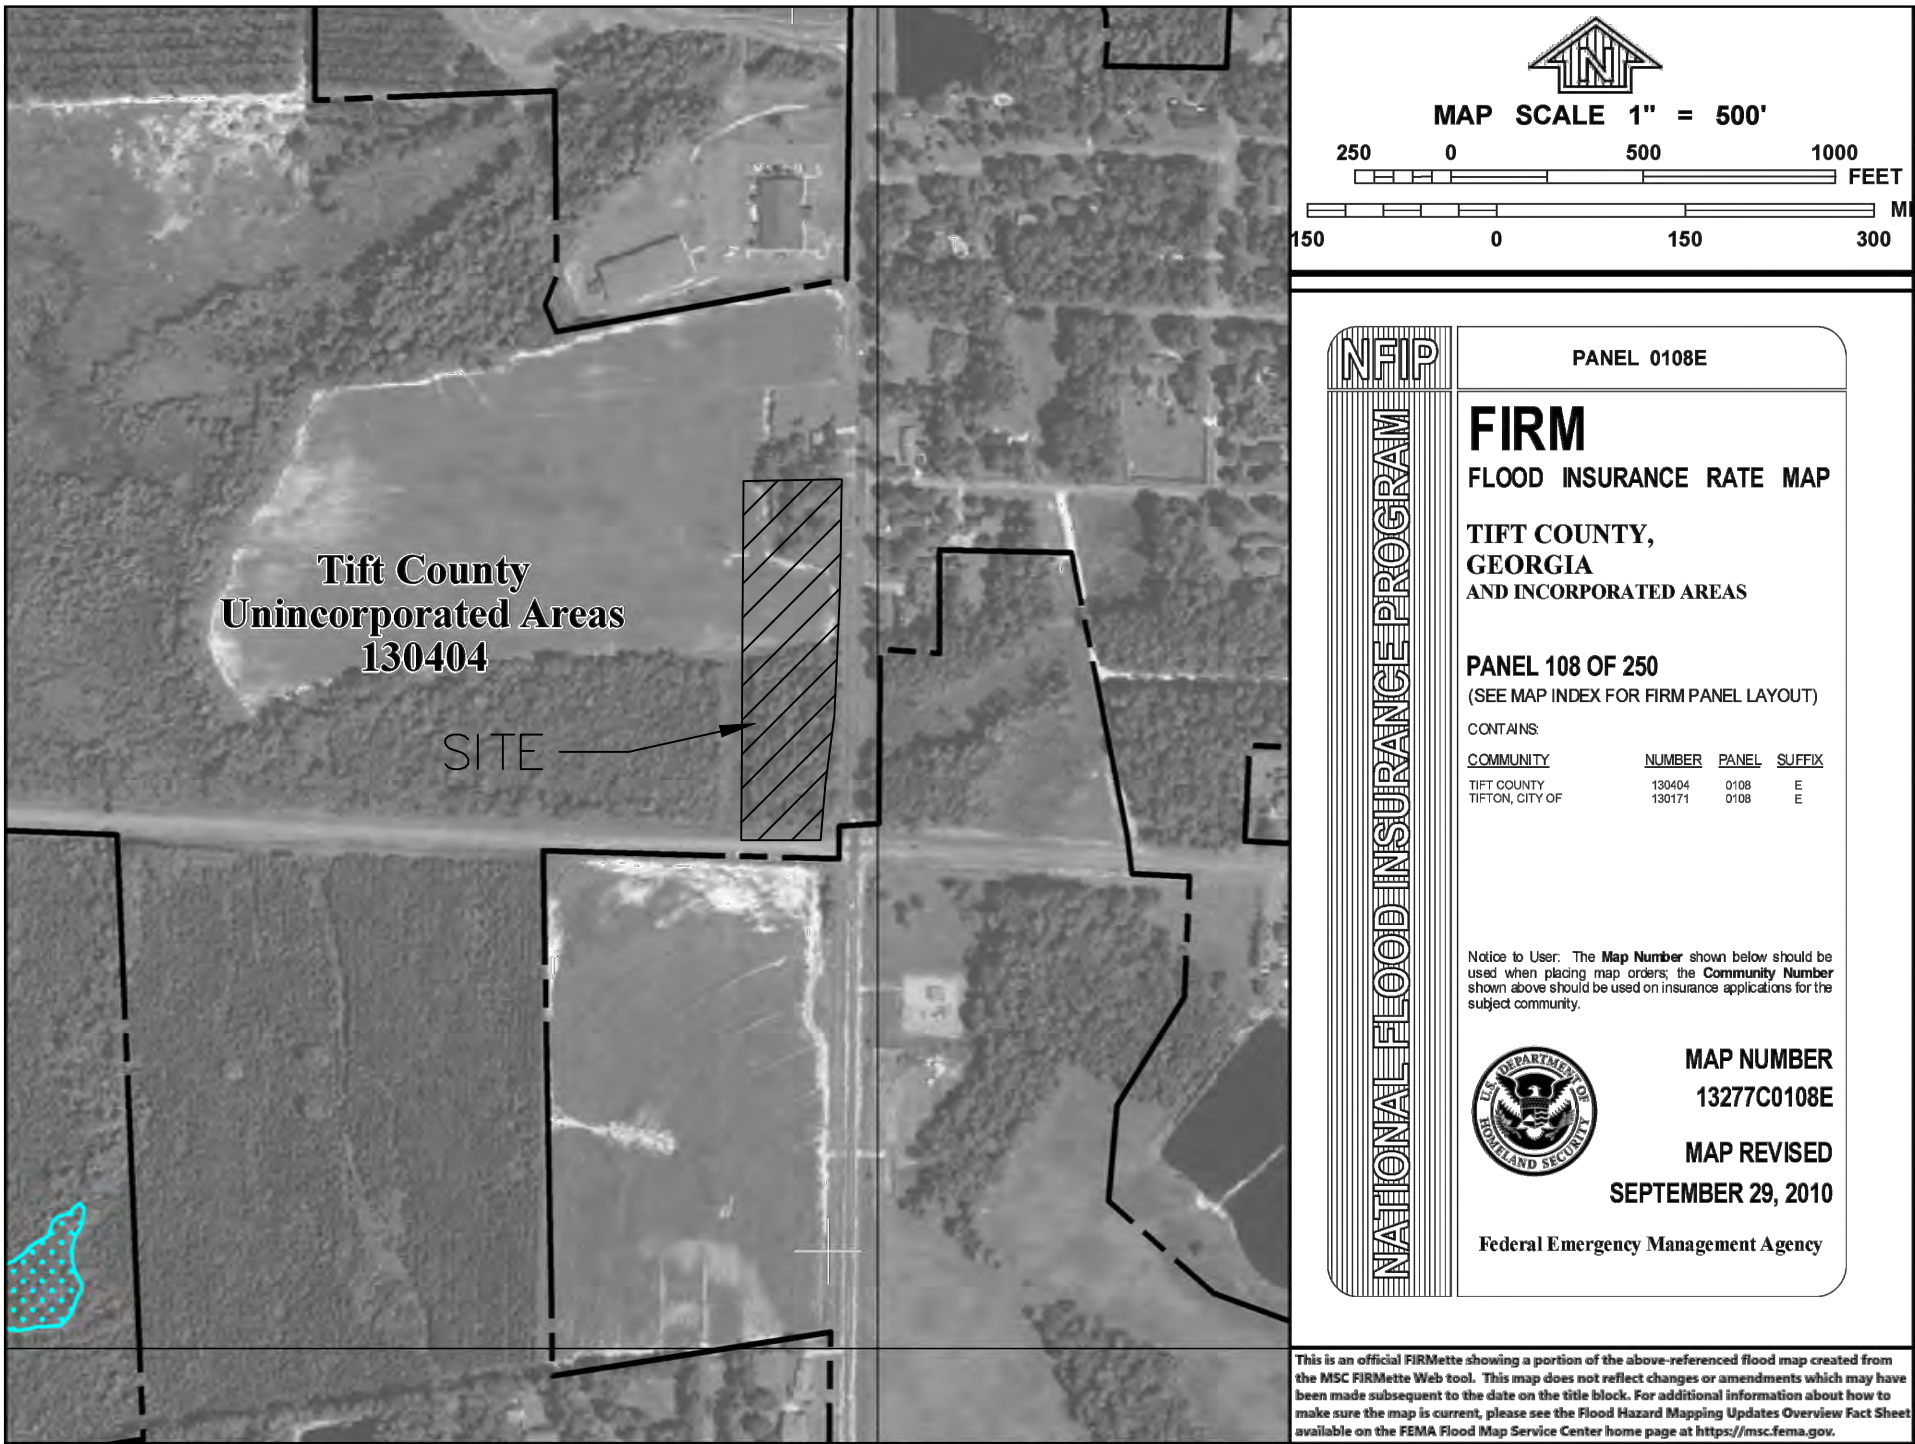 Tift County
Unincorporated Areas
130404
SITE
N
MAP SCALE 1" = 500'
250 0 500 1000
FEET
150 0 150 300
NFIP
NATIONAL FLOOD INSURANCE PROGRAM
PANEL 0108E
FIRM
FLOOD INSURANCE RATE MAP
TIFT COUNTY,
GEORGIA
AND INCORPORATED AREAS
PANEL 108 OF 250
(SEE MAP INDEX FOR FIRM PANEL LAYOUT)
CONTAINS:
COMMUNITY NUMBER PANEL SUFFIX
TIFT COUNTY 130404 0108 E
TIFTON, CITY OF 130171 0108 E
Notice to User: The Map Number shown below should be
used when placing map orders; the Community Number
shown above should be used on insurance applications for the
subject community.
U.S. DEPARTMENT OF
HOMELAND SECURITY
MAP NUMBER
13277C0108E
MAP REVISED
SEPTEMBER 29, 2010
Federal Emergency Management Agency
This is an official FIRMette showing a portion of the above-referenced flood map created from
the MSC FIRMette Web tool. This map does not reflect changes or amendments which may have
been made subsequent to the date on the title block. For additional information about how to
make sure the map is current, please see the Flood Hazard Mapping Updates Overview Fact Sheet
available on the FEMA Flood Map Service Center home page at https://msc.fema.gov.